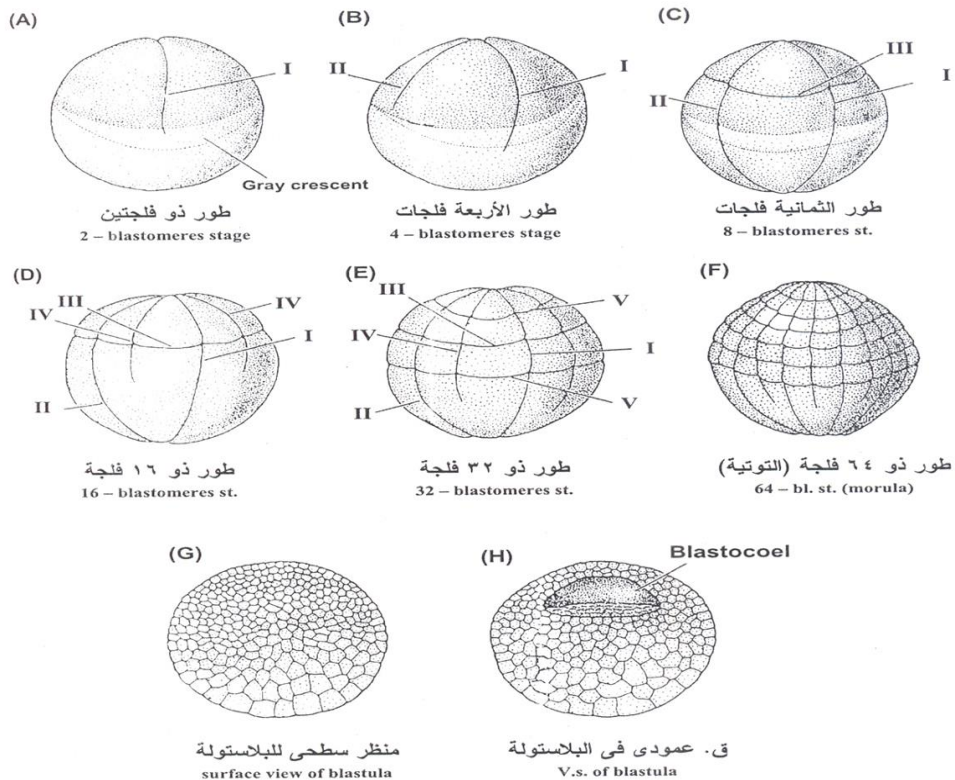 (A)
I
Gray crescent
طور ذو فلجتين
2 – blastomeres stage
(B)
II
I
طور الأربعة فلجات
4 – blastomeres stage
(C)
III
I
II
طور الثمانية فلجات
8 – blastomeres st.
(D)
III
IV
IV
I
II
طور ذو ١٦ فلجة
16 – blastomeres st.
(E)
III
V
IV
I
II
V
طور ذو ٣٢ فلجة
32 – blastomeres st.
(F)
طور ذو ٦٤ فلجة (التوتية)
64 – bl. st. (morula)
(G)
منظر سطحى للبلاستولة
surface view of blastula
(H)
Blastocoel
ق. عمودى فى البلاستولة
V.s. of blastula